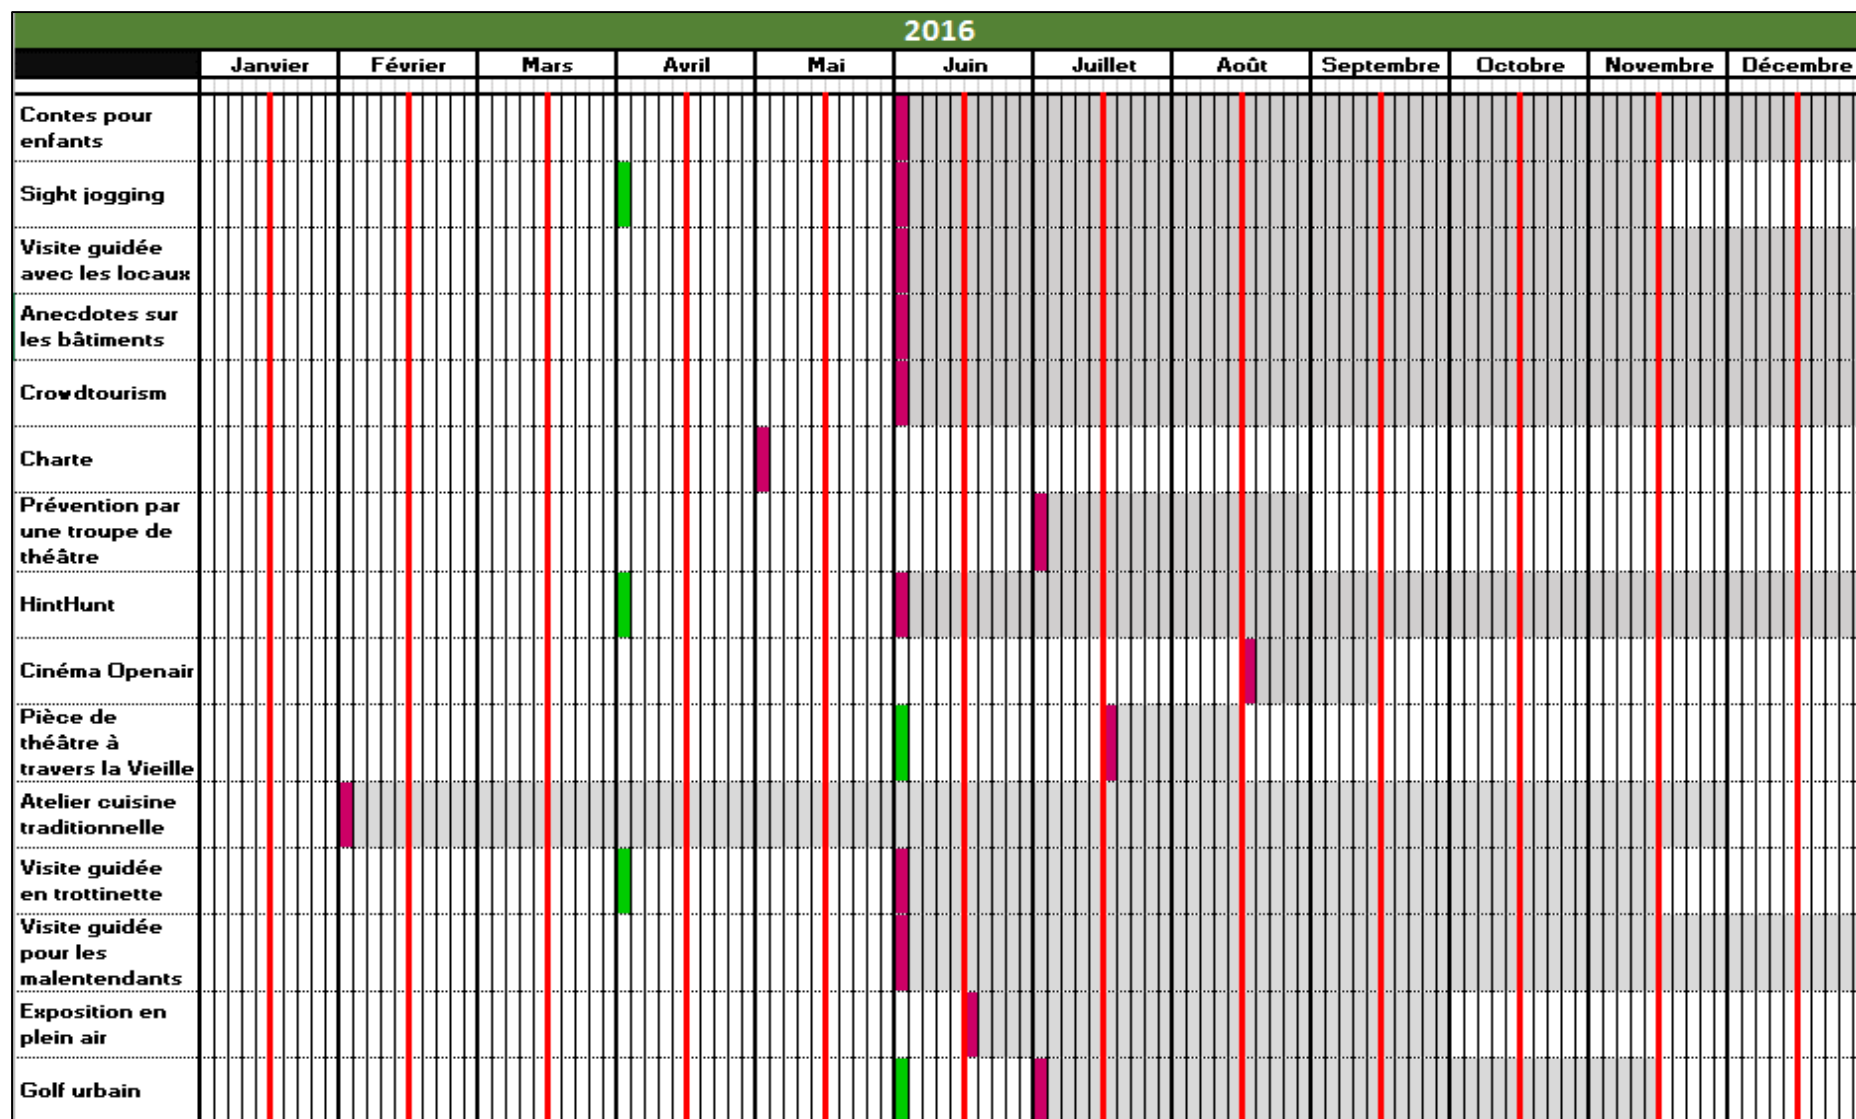 2016
Janvier Février Mars Avril Mai Juin Juillet Août Septembre Octobre Novembre Décembre
Contes pour
enfants
Sight jogging
Visite guidée
avec les locaux
Anecdotes sur
les bâtiments
Crowdtourism
Charte
Prévention par
une troupe de
théâtre
HintHunt
Cinéma Openair
Pièce de
théâtre à
travers la Vieille
Atelier cuisine
traditionnelle
Visite guidée
en trottinette
Visite guidée
pour les
malentendants
Exposition en
plein air
Golf urbain